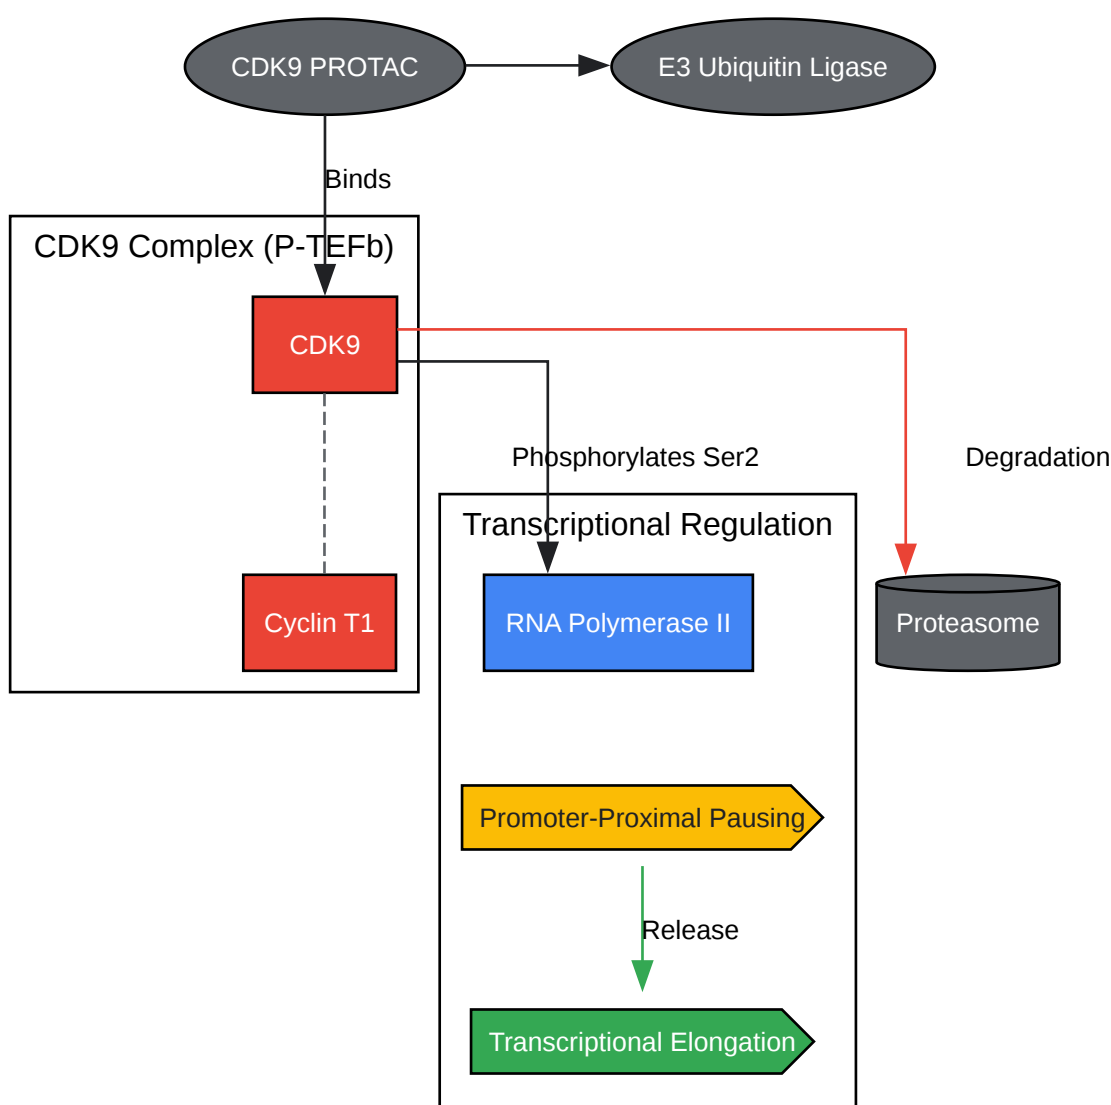 CDK9 PROTAC
E3 Ubiquitin Ligase
Binds
CDK9 Complex (P-TEFb)
CDK9
Phosphorylates Ser2
Degradation
Transcriptional Regulation
Cyclin T1
RNA Polymerase II
Proteasome
Promoter-Proximal Pausing
Release
Transcriptional Elongation